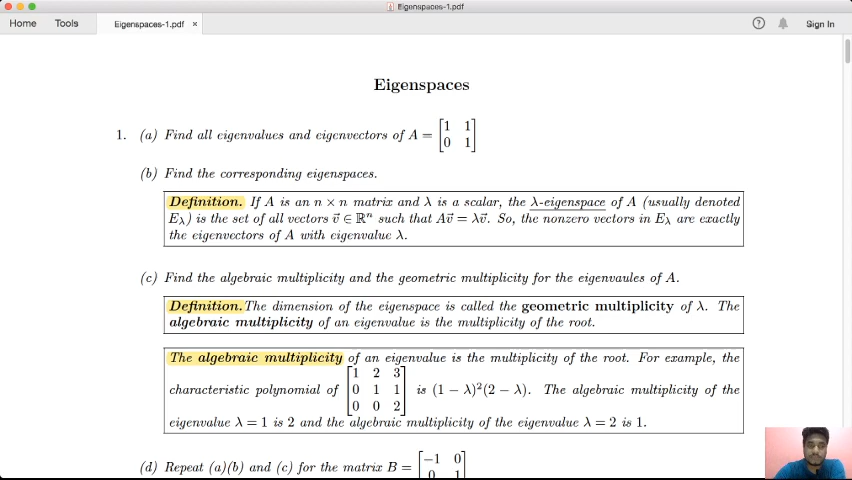 Eigenspaces-1.pdf
Home Tools Eigenspaces-1.pdf × ? Sign In
Eigenspaces
1. (a) Find all eigenvalues and eigenvectors of A = [1 1; 0 1]
(b) Find the corresponding eigenspaces.
Definition. If A is an n × n matrix and λ is a scalar, the λ-eigenspace of A (usually denoted
E_λ) is the set of all vectors v⃗ ∈ ℝⁿ such that Av⃗ = λv⃗. So, the nonzero vectors in E_λ are exactly
the eigenvectors of A with eigenvalue λ.
(c) Find the algebraic multiplicity and the geometric multiplicity for the eigenvaules of A.
Definition. The dimension of the eigenspace is called the geometric multiplicity of λ. The
algebraic multiplicity of an eigenvalue is the multiplicity of the root.
The algebraic multiplicity of an eigenvalue is the multiplicity of the root. For example, the
characteristic polynomial of [1 2 3; 0 1 1; 0 0 2] is (1 − λ)²(2 − λ). The algebraic multiplicity of the
eigenvalue λ = 1 is 2 and the algebraic multiplicity of the eigenvalue λ = 2 is 1.
(d) Repeat (a)(b) and (c) for the matrix B = [−1 0; 0 1]